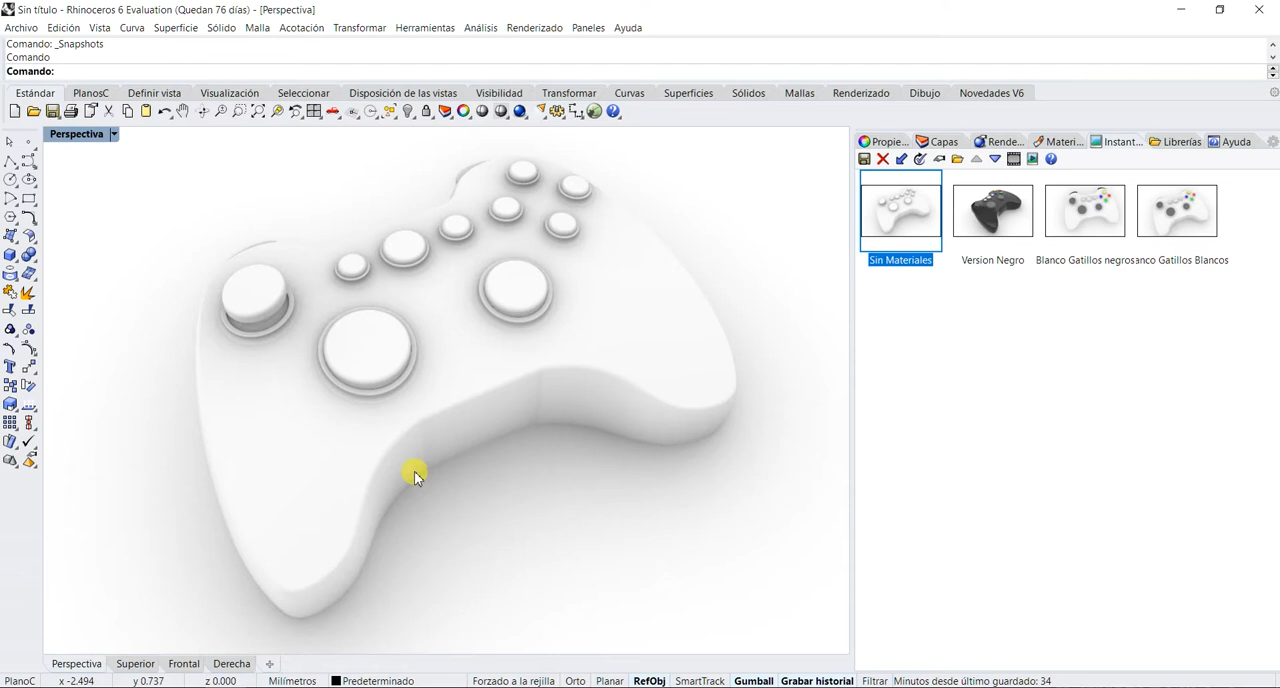 Sin título - Rhinoceros 6 Evaluation (Quedan 76 días) - [Perspectiva]
Archivo Edición Vista Curva Superficie Sólido Malla Acotación Transformar Herramientas Análisis Renderizado Paneles Ayuda
Comando: _Snapshots
Comando
Comando:
Estándar PlanosC Definir vista Visualización Seleccionar Disposición de las vistas Visibilidad Transformar Curvas Superficies Sólidos Mallas Renderizado Dibujo Novedades V6
Perspectiva
Propie... Capas Rende... Materi... Instant... Librerías Ayuda
Sin Materiales Version Negro Blanco Gatillos negros anco Gatillos Blancos
Perspectiva Superior Frontal Derecha
PlanoC x -2.494 y 0.737 z 0.000 Milímetros Predeterminado Forzado a la rejilla Orto Planar RefObj SmartTrack Gumball Grabar historial Filtrar Minutos desde último guardado: 34